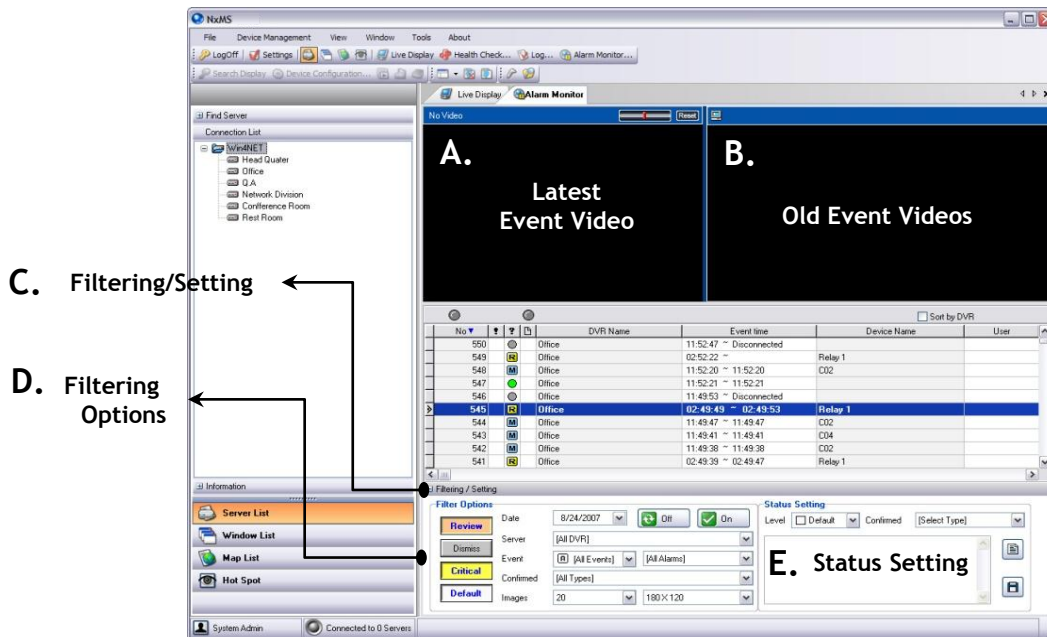 NxMS
File Device Management View Window Tools About
LogOff Settings Live Display Health Check... Log... Alarm Monitor...
Search Display Device Configuration...
Live Display Alarm Monitor
Find Server
No Video Reset
Connection List
Win4NET
Head Quater
Office
Q.A
Network Division
Confference Room
Rest Room
A.
Latest
Event Video
B.
Old Event Videos
C. Filtering/Setting
D. Filtering
Options
Sort by DVR
No ! ? DVR Name Event time Device Name User
550 Office 11:52:47 ~ Disconnected
549 R Office 02:52:22 ~ Relay 1
548 M Office 11:52:20 ~ 11:52:20 C02
547 Office 11:52:21 ~ 11:52:21
546 Office 11:49:53 ~ Disconnected
545 R Office 02:49:49 ~ 02:49:53 Relay 1
544 M Office 11:49:47 ~ 11:49:47 C02
543 M Office 11:49:41 ~ 11:49:41 C04
542 M Office 11:49:38 ~ 11:49:38 C02
541 R Office 02:49:39 ~ 02:49:47 Relay 1
Information
Server List
Window List
Map List
Hot Spot
Filtering / Setting
Filter Options
Review
Dismiss
Critical
Default
Date 8/24/2007 Off On
Server [All DVR]
Event A [All Events] [All Alarms]
Confirmed [All Types]
Images 20 180X120
Status Setting
Level Default Confirmed [Select Type]
E. Status Setting
System Admin Connected to 0 Servers